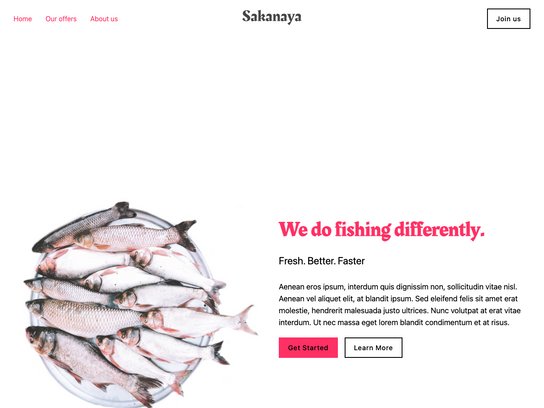 Home Our offers About us Sakanaya Join us
We do fishing differently.
Fresh. Better. Faster
Aenean eros ipsum, interdum quis dignissim non, sollicitudin vitae nisl.
Aenean vel aliquet elit, at blandit ipsum. Sed eleifend felis sit amet erat
molestie, hendrerit malesuada justo ultrices. Nunc volutpat at erat vitae
interdum. Ut nec massa eget lorem blandit condimentum et at risus.
Get Started Learn More